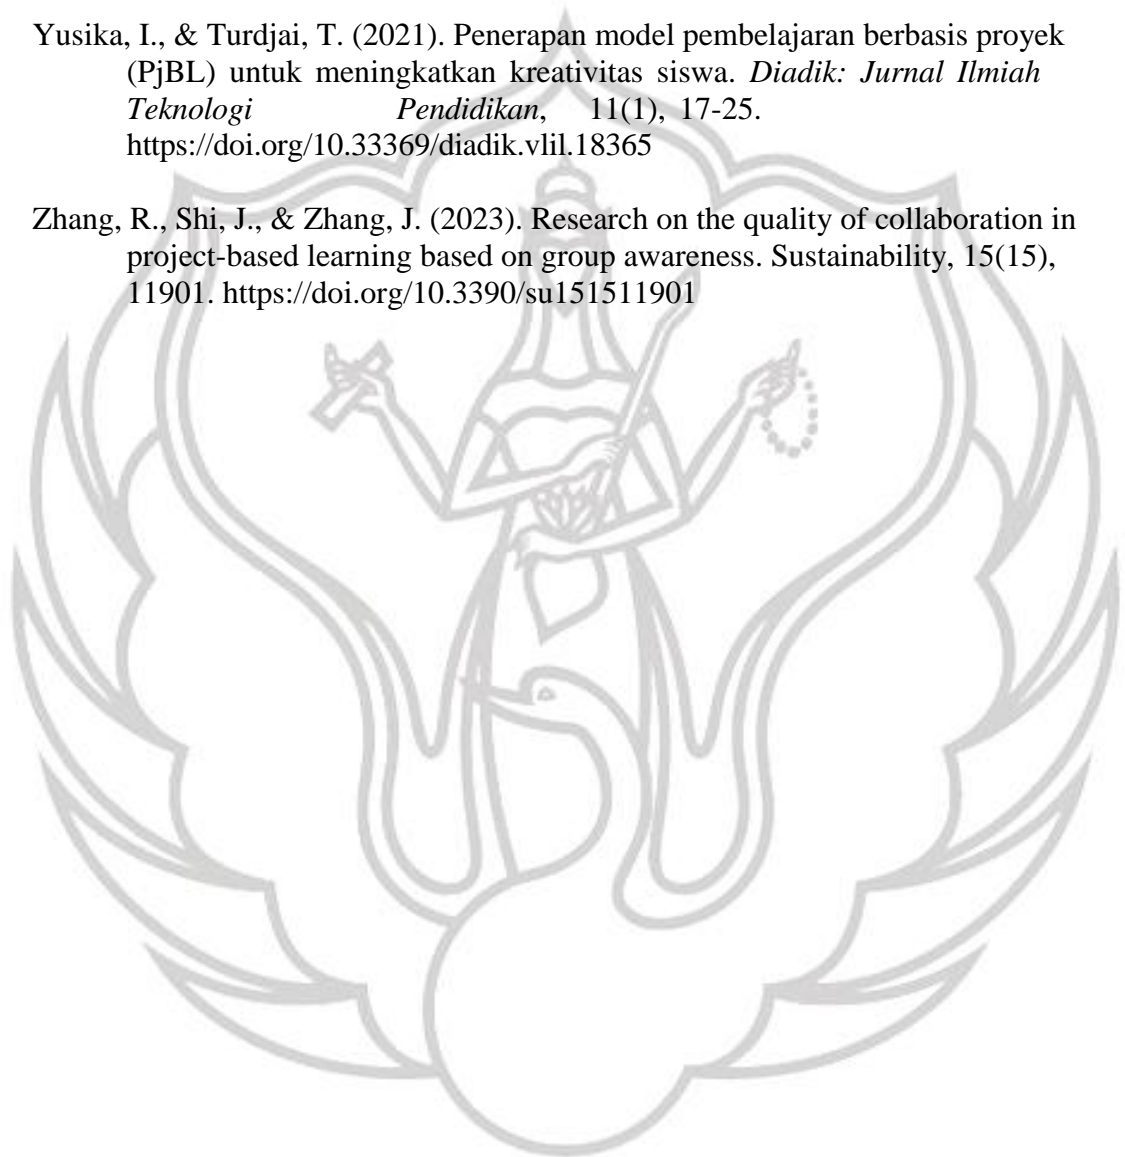 Yusika, I., & Turdjai, T. (2021). Penerapan model pembelajaran berbasis proyek
(PjBL) untuk meningkatkan kreativitas siswa. Diadik: Jurnal Ilmiah
Teknologi Pendidikan, 11(1), 17-25.
https://doi.org/10.33369/diadik.vlil.18365
Zhang, R., Shi, J., & Zhang, J. (2023). Research on the quality of collaboration in
project-based learning based on group awareness. Sustainability, 15(15),
11901. https://doi.org/10.3390/su151511901